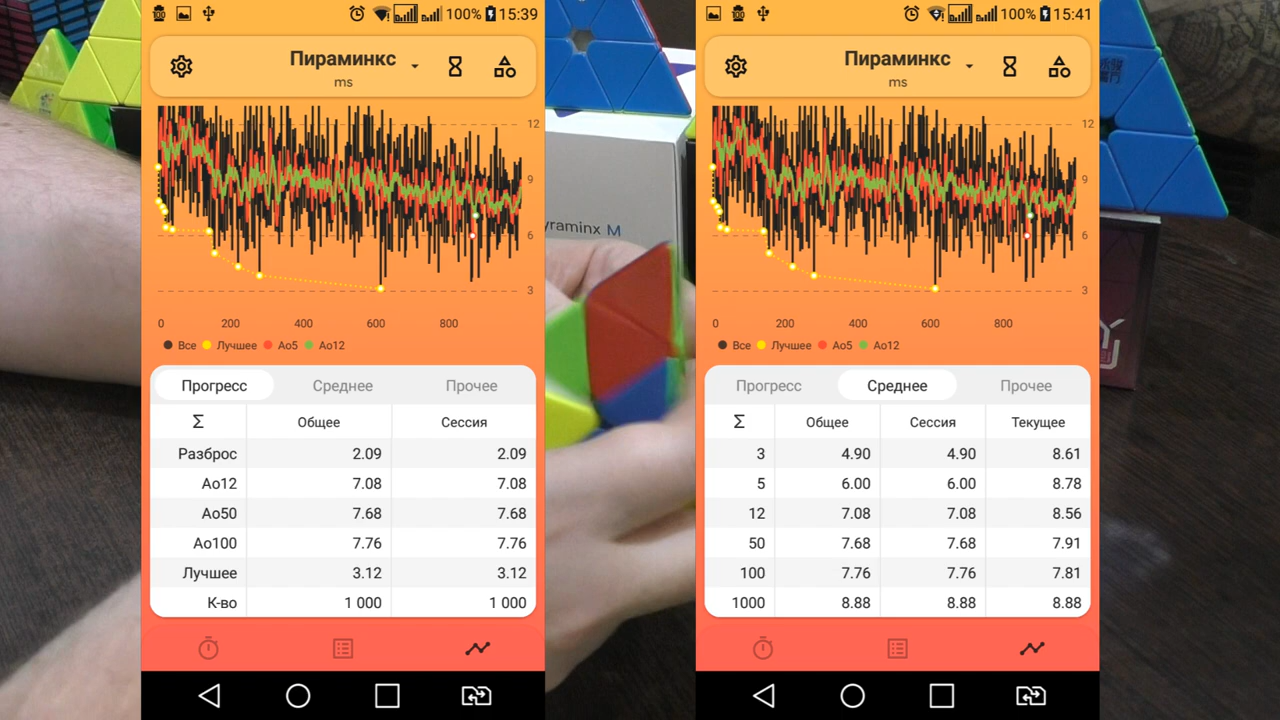 100% 15:39
Пираминкс
ms
12
9
6
3
0 200 400 600 800
Все Лучшее Ao5 Ao12
Прогресс Среднее Прочее
Σ Общее Сессия
Разброс 2.09 2.09
Ao12 7.08 7.08
Ao50 7.68 7.68
Ao100 7.76 7.76
Лучшее 3.12 3.12
К-во 1 000 1 000
yraminx M
100% 15:41
Пираминкс
ms
12
9
6
3
0 200 400 600 800
Все Лучшее Ao5 Ao12
Прогресс Среднее Прочее
Σ Общее Сессия Текущее
3 4.90 4.90 8.61
5 6.00 6.00 8.78
12 7.08 7.08 8.56
50 7.68 7.68 7.91
100 7.76 7.76 7.81
1000 8.88 8.88 8.88